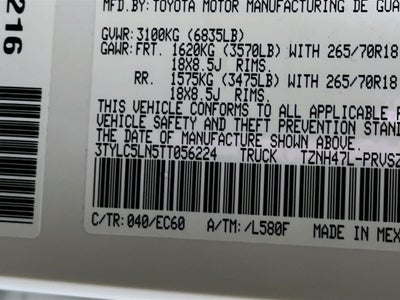 216
MFD. BY:TOYOTA MOTOR MANUFACTURING DE GUA
GVWR: 3100KG (6835LB)
GAWR: FRT. 1620KG (3570LB) WITH 265/70R18
18X8.5J RIMS.
RR. 1575KG (3475LB) WITH 265/70R18
18X8.5J RIMS.
THIS VEHICLE CONFORMS TO ALL APPLICABLE
VEHICLE SAFETY AND THEFT PREVENTION STAND
THE DATE OF MANUFACTURE SHOWN ABOVE.
3TYLC5LN5TT056224 TRUCK TZNH47L-PRVSZ
C/TR: 040/EC60 A/TM: /L580F MADE IN MEX